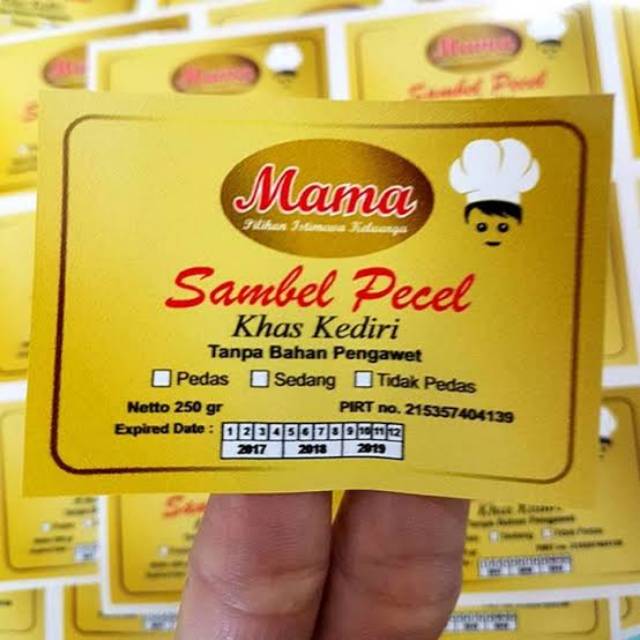 Mama
Pilihan Istimewa Keluarga
Sambel Pecel
Khas Kediri
Tanpa Bahan Pengawet
Pedas Sedang Tidak Pedas
Netto 250 gr PIRT no. 215357404139
Expired Date : 1 2 3 4 5 6 7 8 9 10 11 12
2017 2018 2019